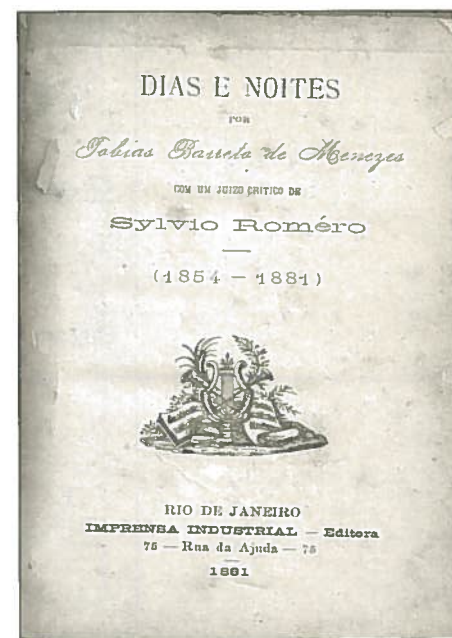 DIAS E NOITES
POR
Tobias Barreto de Menezes
COM UM JUIZO CRITICO DE
Sylvio Roméro
(1854 — 1881)
RIO DE JANEIRO
IMPRENSA INDUSTRIAL — Editora
75 — Rua da Ajuda — 75
1881